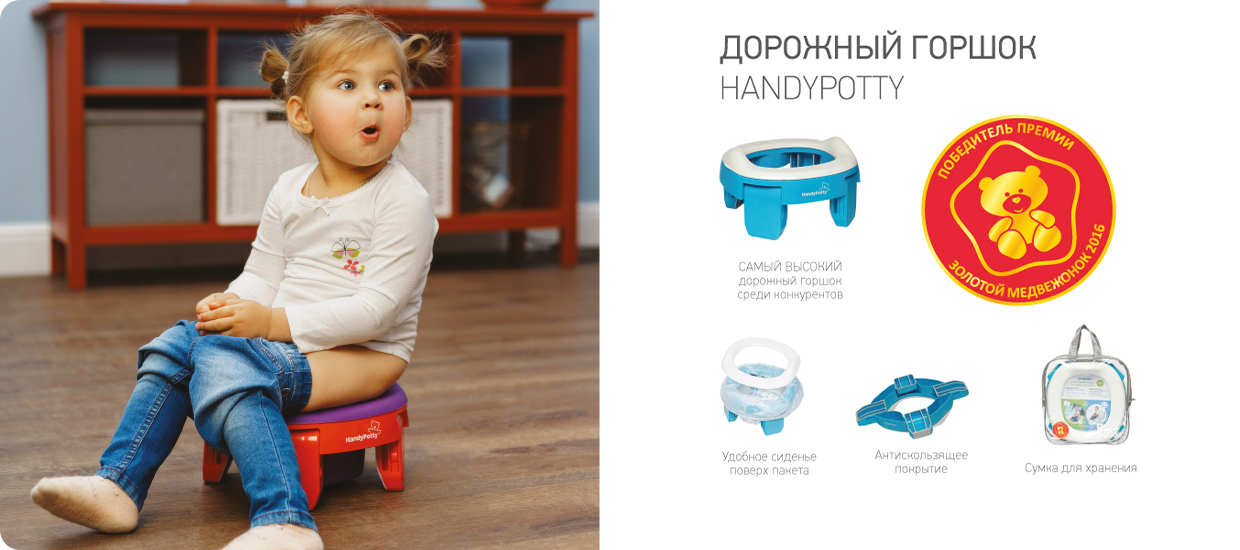 ДОРОЖНЫЙ ГОРШОК
HANDYPOTTY
HandyPotty
ПОБЕДИТЕЛЬ ПРЕМИИ
ЗОЛОТОЙ МЕДВЕЖОНОК 2016
САМЫЙ ВЫСОКИЙ
дорожный горшок
среди конкурентов
Удобное сиденье
поверх пакета
Антискользящее
покрытие
Сумка для хранения
HandyPotty